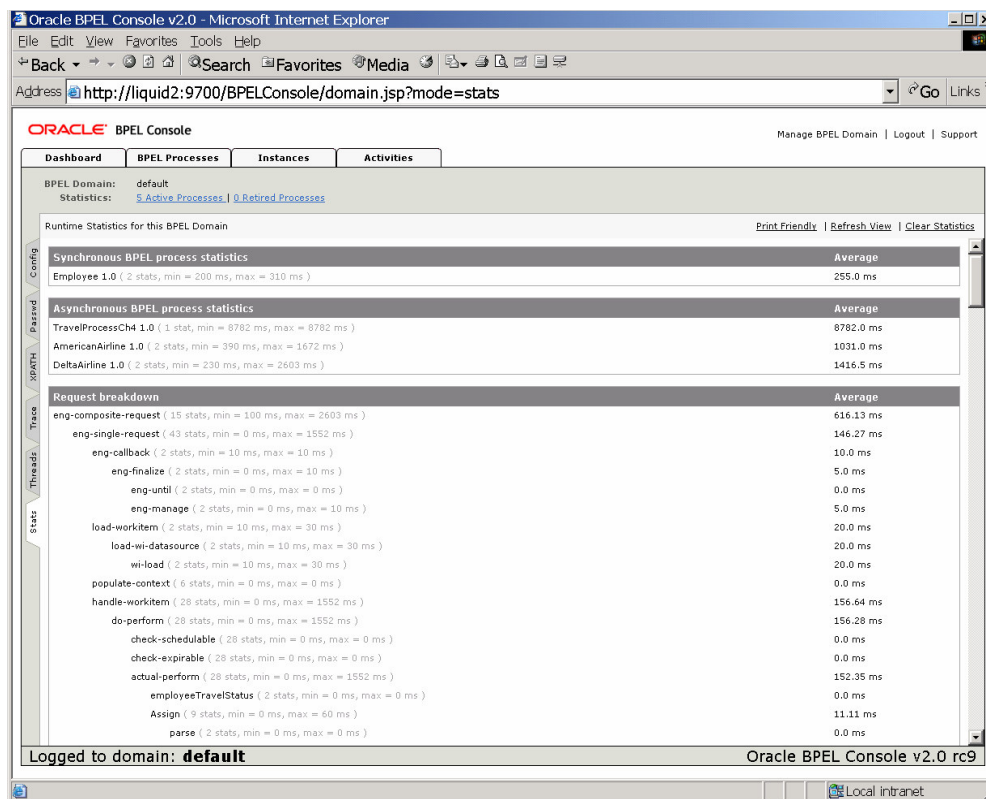 Oracle BPEL Console v2.0 - Microsoft Internet Explorer
File Edit View Favorites Tools Help
Back Search Favorites Media
Address http://liquid2:9700/BPELConsole/domain.jsp?mode=stats Go Links
ORACLE BPEL Console
Manage BPEL Domain | Logout | Support
Dashboard BPEL Processes Instances Activities
BPEL Domain: default
Statistics: 5 Active Processes | 0 Retired Processes
Runtime Statistics for this BPEL Domain Print Friendly | Refresh View | Clear Statistics
Config
Passwd
XPATH
Trace
Threads
Stats
Synchronous BPEL process statistics Average
Employee 1.0 ( 2 stats, min = 200 ms, max = 310 ms ) 255.0 ms
Asynchronous BPEL process statistics Average
TravelProcessCh4 1.0 ( 1 stat, min = 8782 ms, max = 8782 ms ) 8782.0 ms
AmericanAirline 1.0 ( 2 stats, min = 390 ms, max = 1672 ms ) 1031.0 ms
DeltaAirline 1.0 ( 2 stats, min = 230 ms, max = 2603 ms ) 1416.5 ms
Request breakdown Average
eng-composite-request ( 15 stats, min = 100 ms, max = 2603 ms ) 616.13 ms
eng-single-request ( 43 stats, min = 0 ms, max = 1552 ms ) 146.27 ms
eng-callback ( 2 stats, min = 10 ms, max = 10 ms ) 10.0 ms
eng-finalize ( 2 stats, min = 0 ms, max = 10 ms ) 5.0 ms
eng-until ( 2 stats, min = 0 ms, max = 0 ms ) 0.0 ms
eng-manage ( 2 stats, min = 0 ms, max = 10 ms ) 5.0 ms
load-workitem ( 2 stats, min = 10 ms, max = 30 ms ) 20.0 ms
load-wi-datasource ( 2 stats, min = 10 ms, max = 30 ms ) 20.0 ms
wi-load ( 2 stats, min = 10 ms, max = 30 ms ) 20.0 ms
populate-context ( 6 stats, min = 0 ms, max = 0 ms ) 0.0 ms
handle-workitem ( 28 stats, min = 0 ms, max = 1552 ms ) 156.64 ms
do-perform ( 28 stats, min = 0 ms, max = 1552 ms ) 156.28 ms
check-schedulable ( 28 stats, min = 0 ms, max = 0 ms ) 0.0 ms
check-expirable ( 28 stats, min = 0 ms, max = 0 ms ) 0.0 ms
actual-perform ( 28 stats, min = 0 ms, max = 1552 ms ) 152.35 ms
employeeTravelStatus ( 2 stats, min = 0 ms, max = 0 ms ) 0.0 ms
Assign ( 9 stats, min = 0 ms, max = 60 ms ) 11.11 ms
parse ( 2 stats, min = 0 ms, max = 0 ms ) 0.0 ms
Logged to domain: default Oracle BPEL Console v2.0 rc9
Local intranet